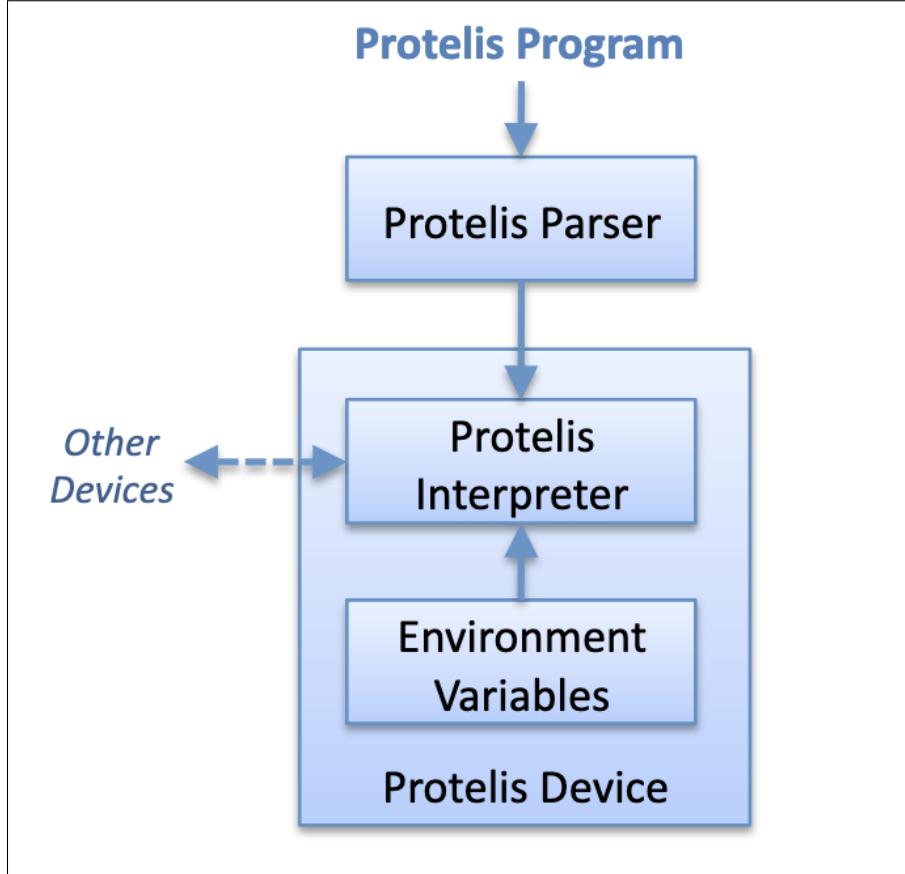 Protelis Program
Protelis Parser
Other
Devices
Protelis
Interpreter
Environment
Variables
Protelis Device